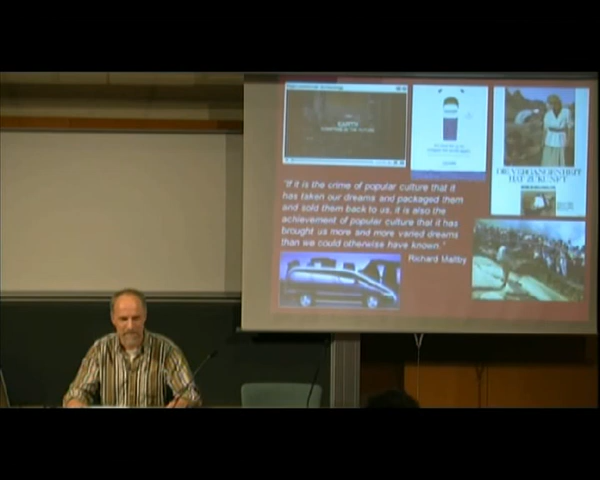 DIE VERGANGENHEIT
HAT ZUKUNFT
"If it is the crime of popular culture that it
has taken our dreams and packaged them
and sold them back to us, it is also the
achievement of popular culture that it has
brought us more and more varied dreams
than we could otherwise have known."
Richard Maltby